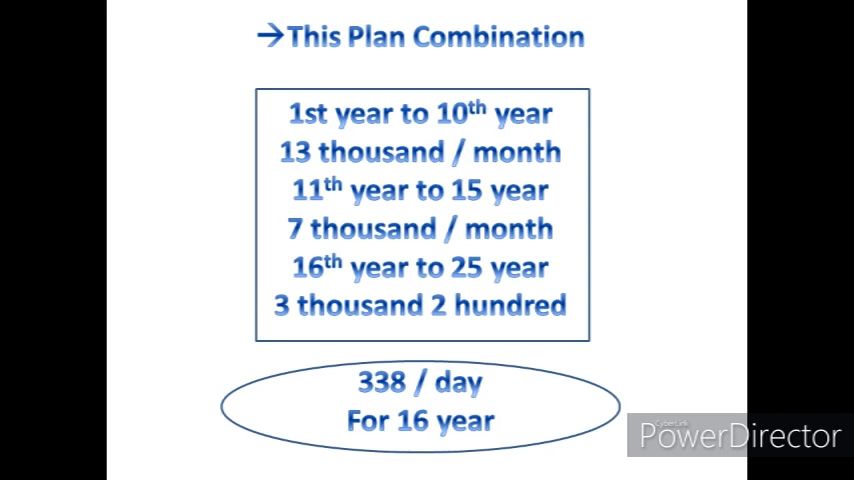 →This Plan Combination
1st year to 10th year
13 thousand / month
11th year to 15 year
7 thousand / month
16th year to 25 year
3 thousand 2 hundred
338 / day
For 16 year
CyberLink
PowerDirector